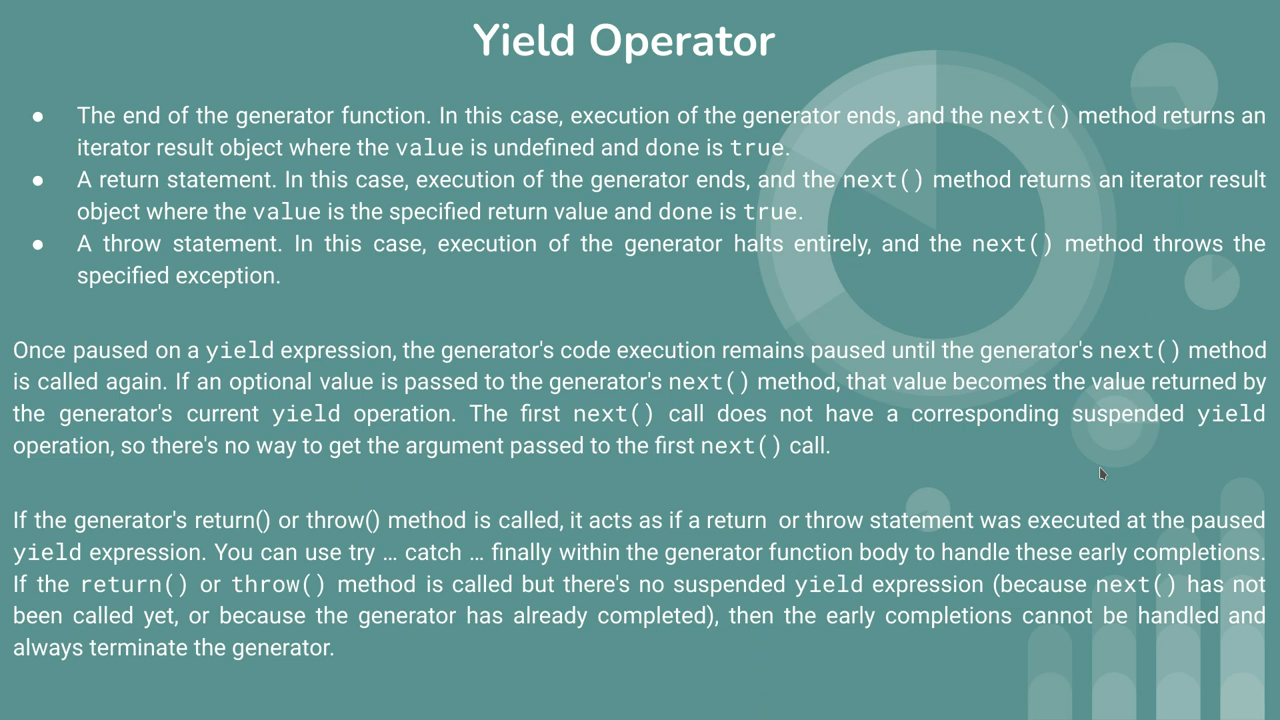 Yield Operator
● The end of the generator function. In this case, execution of the generator ends, and the next() method returns an
iterator result object where the value is undefined and done is true.
● A return statement. In this case, execution of the generator ends, and the next() method returns an iterator result
object where the value is the specified return value and done is true.
● A throw statement. In this case, execution of the generator halts entirely, and the next() method throws the
specified exception.
Once paused on a yield expression, the generator's code execution remains paused until the generator's next() method
is called again. If an optional value is passed to the generator's next() method, that value becomes the value returned by
the generator's current yield operation. The first next() call does not have a corresponding suspended yield
operation, so there's no way to get the argument passed to the first next() call.
If the generator's return() or throw() method is called, it acts as if a return or throw statement was executed at the paused
yield expression. You can use try … catch … finally within the generator function body to handle these early completions.
If the return() or throw() method is called but there's no suspended yield expression (because next() has not
been called yet, or because the generator has already completed), then the early completions cannot be handled and
always terminate the generator.